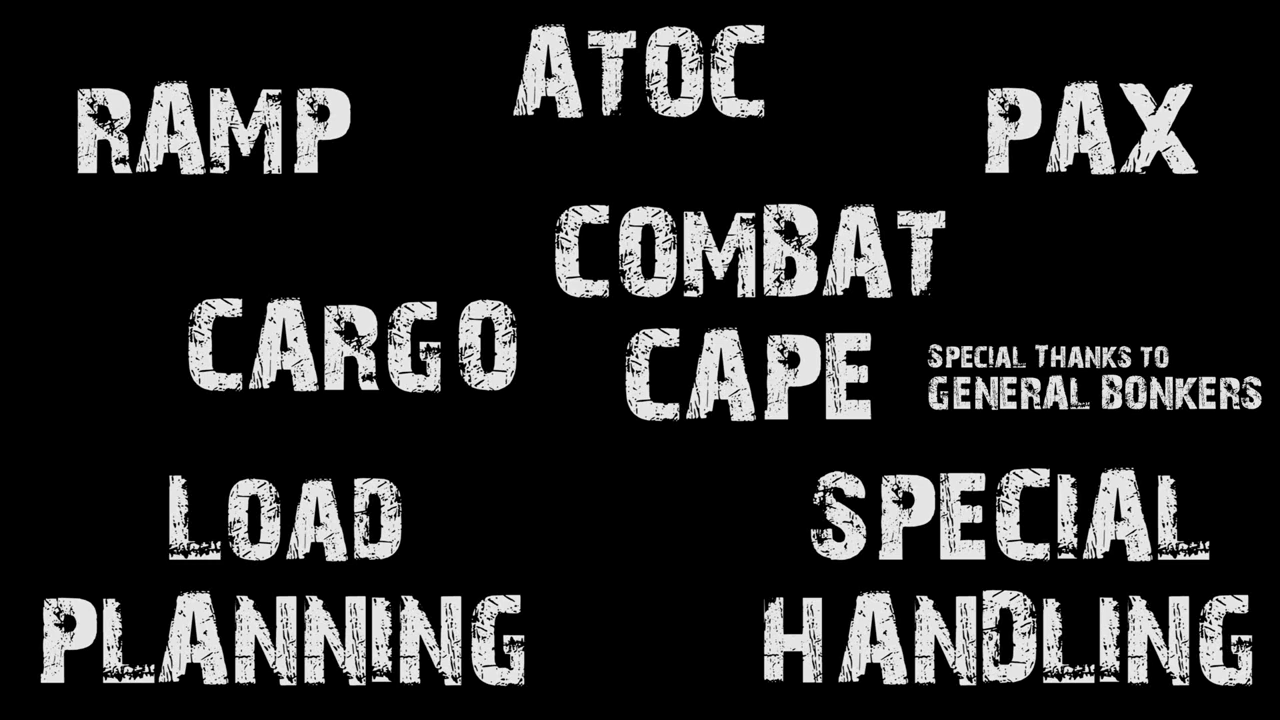 ATOC
RAMP
PAX
COMBAT
CARGO
CAPE
SPECIAL THANKS TO
GENERAL BONKERS
LOAD
PLANNING
SPECIAL
HANDLING